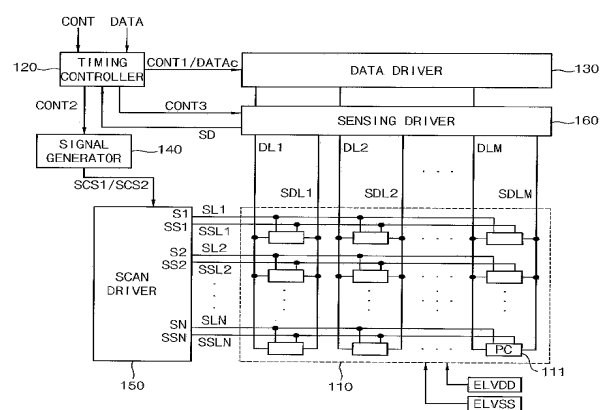 CONT DATA
120 TIMING CONTROLLER CONT1/DATAc DATA DRIVER 130
CONT2 CONT3
SD SENSING DRIVER 160
SIGNAL GENERATOR 140
DL1 DL2 DLM
SCS1/SCS2 SDL1 SDL2 SDLM
S1 SL1
SS1 SSL1
S2 SL2
SS2 SSL2
SCAN DRIVER
SN SLN
SSN SSLN
PC
150 110 111
ELVDD
ELVSS